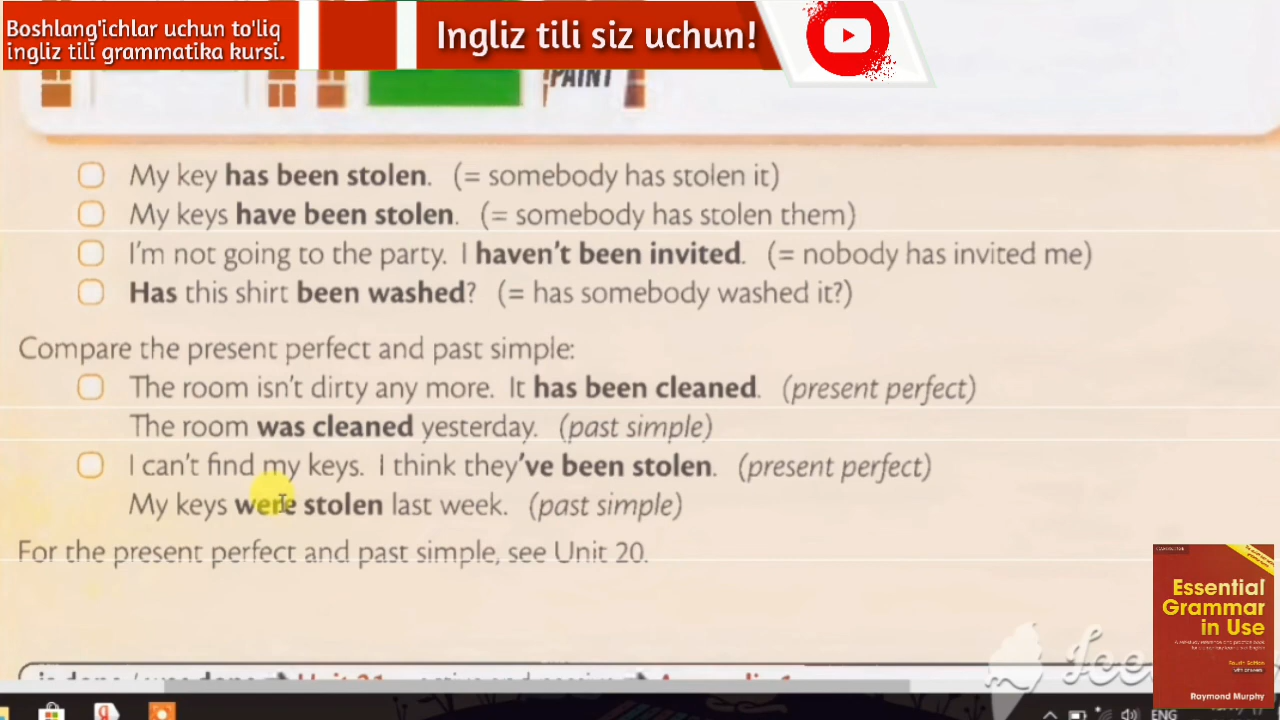 Boshlang'ichlar uchun to'liq
ingliz tili grammatika kursi.
Ingliz tili siz uchun!
PAINT
My key has been stolen. (= somebody has stolen it)
My keys have been stolen. (= somebody has stolen them)
I'm not going to the party. I haven't been invited. (= nobody has invited me)
Has this shirt been washed? (= has somebody washed it?)
Compare the present perfect and past simple:
The room isn't dirty any more. It has been cleaned. (present perfect)
The room was cleaned yesterday. (past simple)
I can't find my keys. I think they've been stolen. (present perfect)
My keys were stolen last week. (past simple)
For the present perfect and past simple, see Unit 20.
Essential
Grammar
in Use
Fourth Edition
with answers
Raymond Murphy
ENG